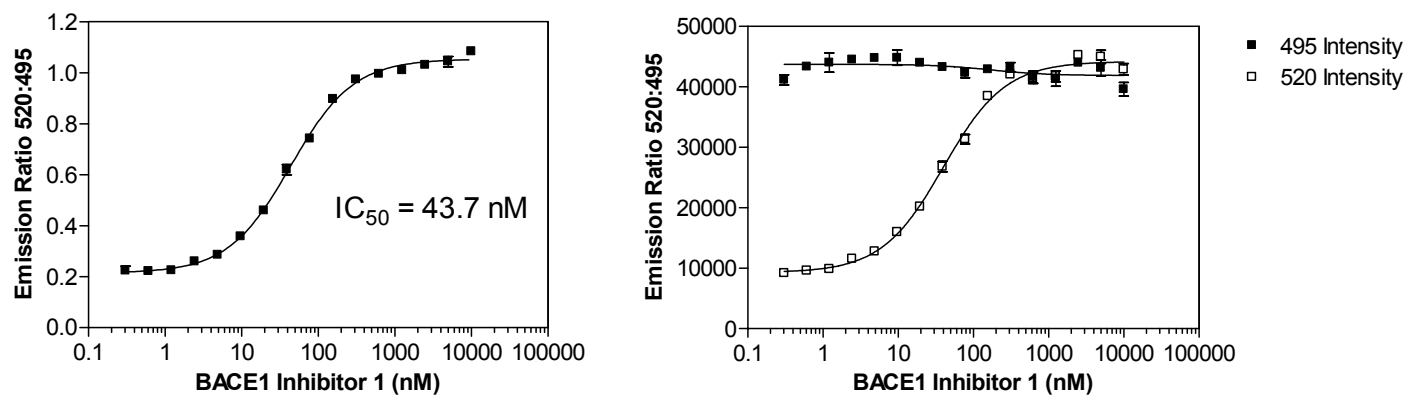 Emission Ratio 520:495
1.2
1.0
0.8
0.6
0.4
0.2
0.0
IC50 = 43.7 nM
0.1 1 10 100 1000 10000 100000
BACE1 Inhibitor 1 (nM)
Emission Ratio 520:495
50000
40000
30000
20000
10000
0
0.1 1 10 100 1000 10000 100000
BACE1 Inhibitor 1 (nM)
495 Intensity
520 Intensity